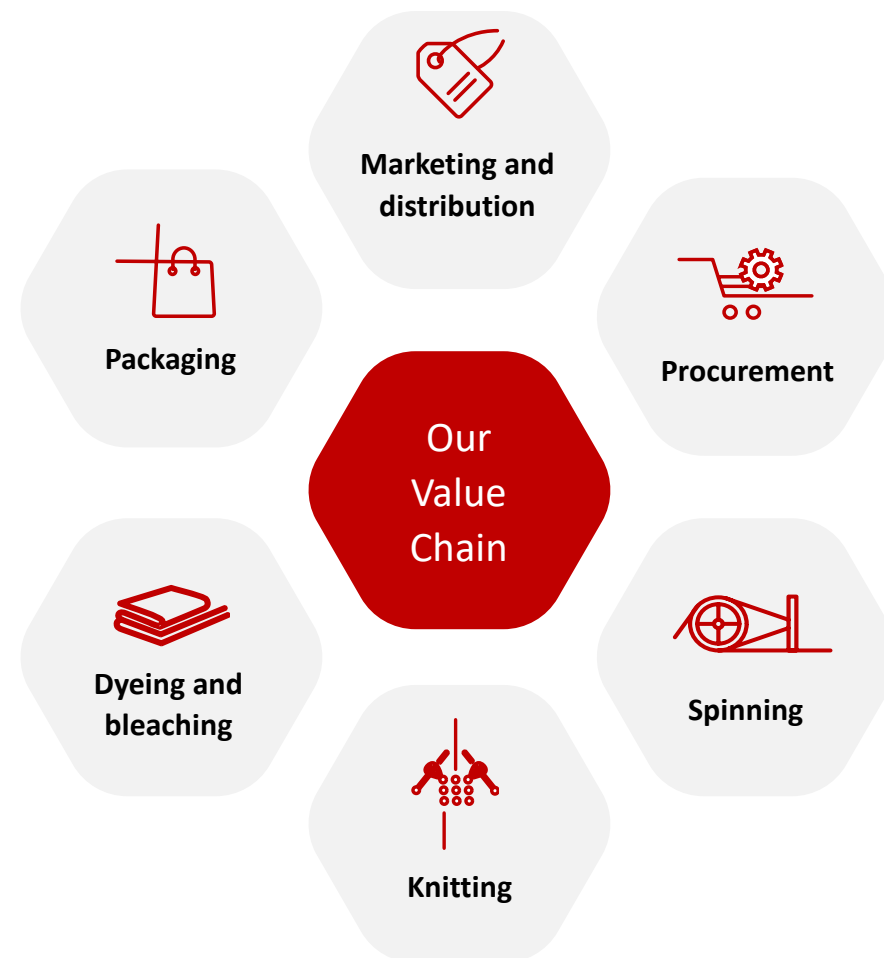 Marketing and
distribution
Packaging
Procurement
Our
Value
Chain
Dyeing and
bleaching
Spinning
Knitting